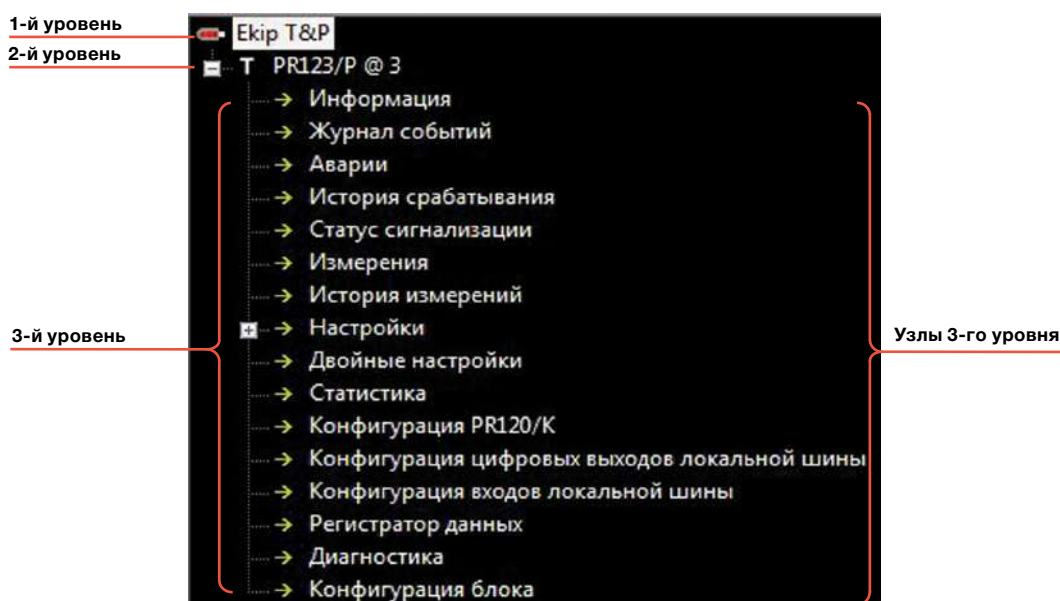 1-й уровень
Ekip T&P
2-й уровень
T PR123/P @ 3
Информация
Журнал событий
Аварии
История срабатывания
Статус сигнализации
Измерения
История измерений
3-й уровень
Настройки
Узлы 3-го уровня
Двойные настройки
Статистика
Конфигурация PR120/K
Конфигурация цифровых выходов локальной шины
Конфигурация входов локальной шины
Регистратор данных
Диагностика
Конфигурация блока